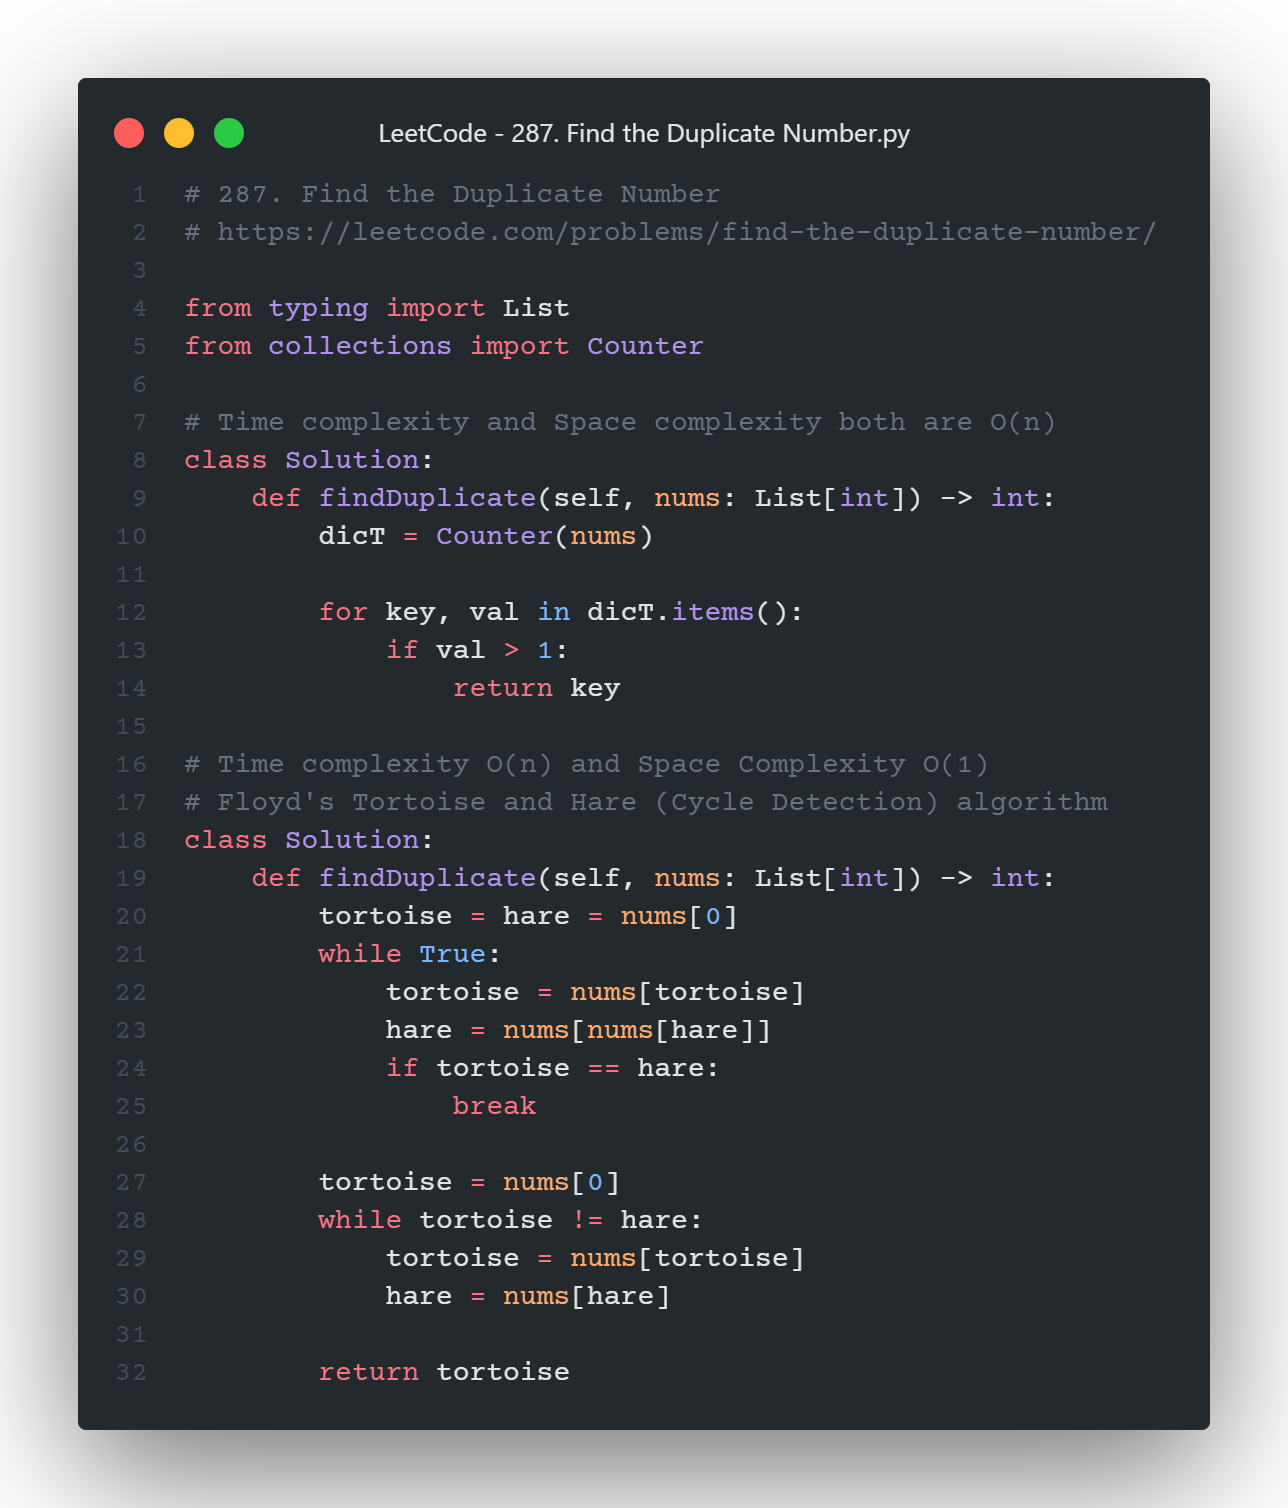 LeetCode - 287. Find the Duplicate Number.py
1 # 287. Find the Duplicate Number
2 # https://leetcode.com/problems/find-the-duplicate-number/
3
4 from typing import List
5 from collections import Counter
6
7 # Time complexity and Space complexity both are O(n)
8 class Solution:
9     def findDuplicate(self, nums: List[int]) -> int:
10         dicT = Counter(nums)
11
12         for key, val in dicT.items():
13             if val > 1:
14                 return key
15
16 # Time complexity O(n) and Space Complexity O(1)
17 # Floyd's Tortoise and Hare (Cycle Detection) algorithm
18 class Solution:
19     def findDuplicate(self, nums: List[int]) -> int:
20         tortoise = hare = nums[0]
21         while True:
22             tortoise = nums[tortoise]
23             hare = nums[nums[hare]]
24             if tortoise == hare:
25                 break
26
27         tortoise = nums[0]
28         while tortoise != hare:
29             tortoise = nums[tortoise]
30             hare = nums[hare]
31
32         return tortoise